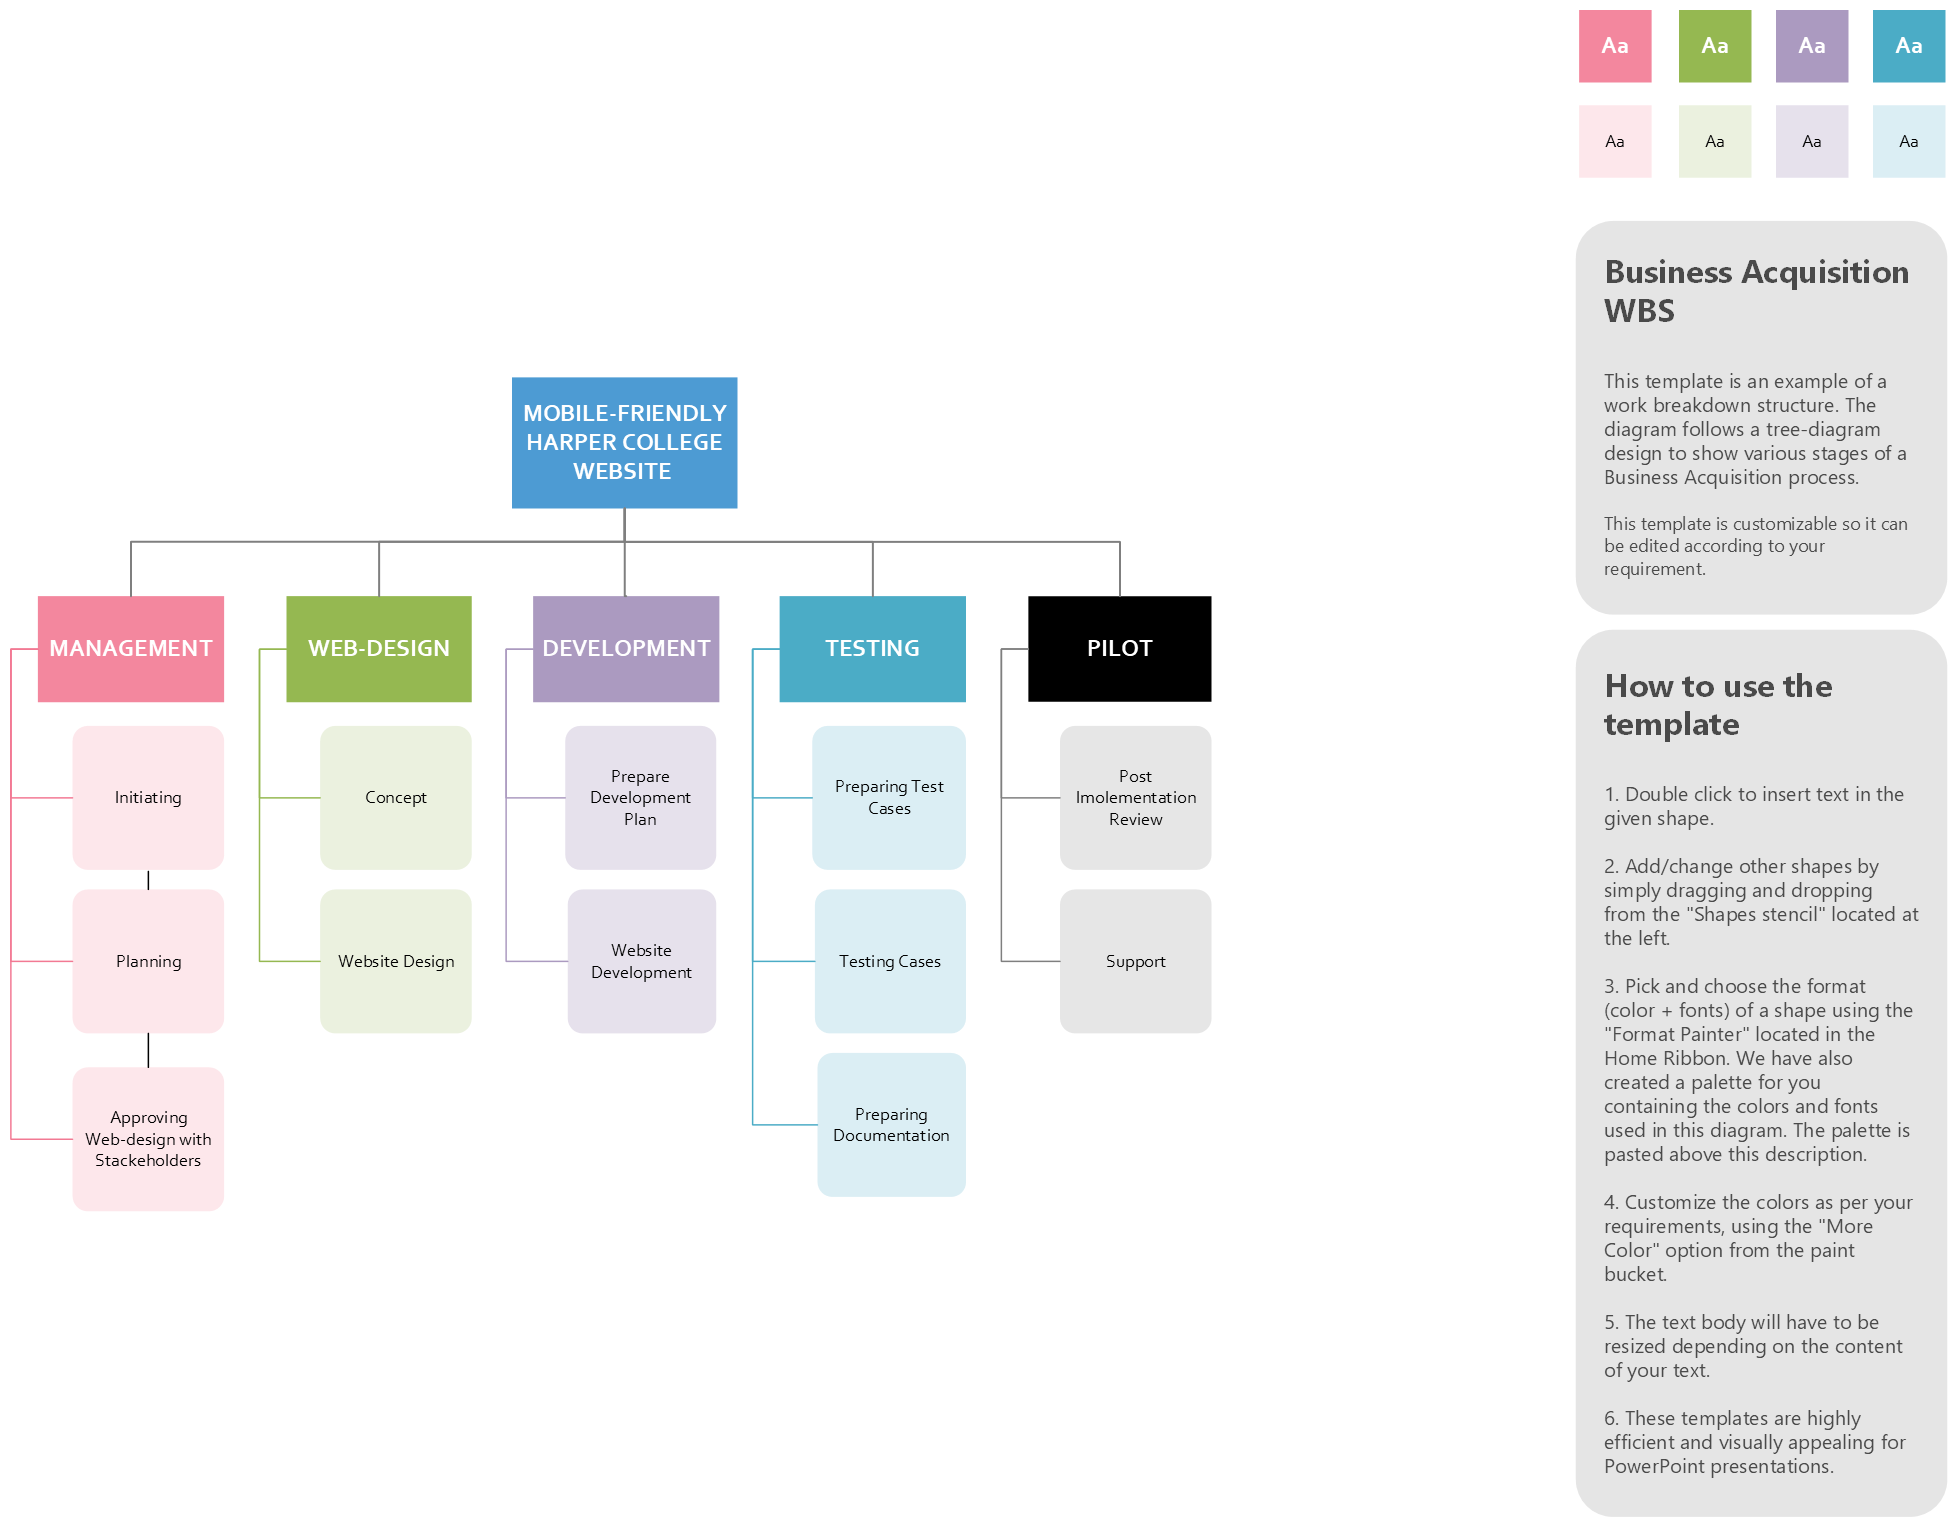 Aa
Aa
Aa
Aa
Aa
Aa
Aa
Aa
Business Acquisition
WBS
This template is an example of a
work breakdown structure. The
diagram follows a tree-diagram
design to show various stages of a
Business Acquisition process.
This template is customizable so it can
be edited according to your
requirement.
MOBILE-FRIENDLY
HARPER COLLEGE
WEBSITE
MANAGEMENT
Initiating
Planning
Approving
Web-design with
Stackeholders
WEB-DESIGN
Concept
Website Design
DEVELOPMENT
Prepare
Development
Plan
Website
Development
TESTING
Preparing Test
Cases
Testing Cases
Preparing
Documentation
PILOT
Post
Imolementation
Review
Support
How to use the
template
1. Double click to insert text in the
given shape.
2. Add/change other shapes by
simply dragging and dropping
from the "Shapes stencil" located at
the left.
3. Pick and choose the format
(color + fonts) of a shape using the
"Format Painter" located in the
Home Ribbon. We have also
created a palette for you
containing the colors and fonts
used in this diagram. The palette is
pasted above this description.
4. Customize the colors as per your
requirements, using the "More
Color" option from the paint
bucket.
5. The text body will have to be
resized depending on the content
of your text.
6. These templates are highly
efficient and visually appealing for
PowerPoint presentations.